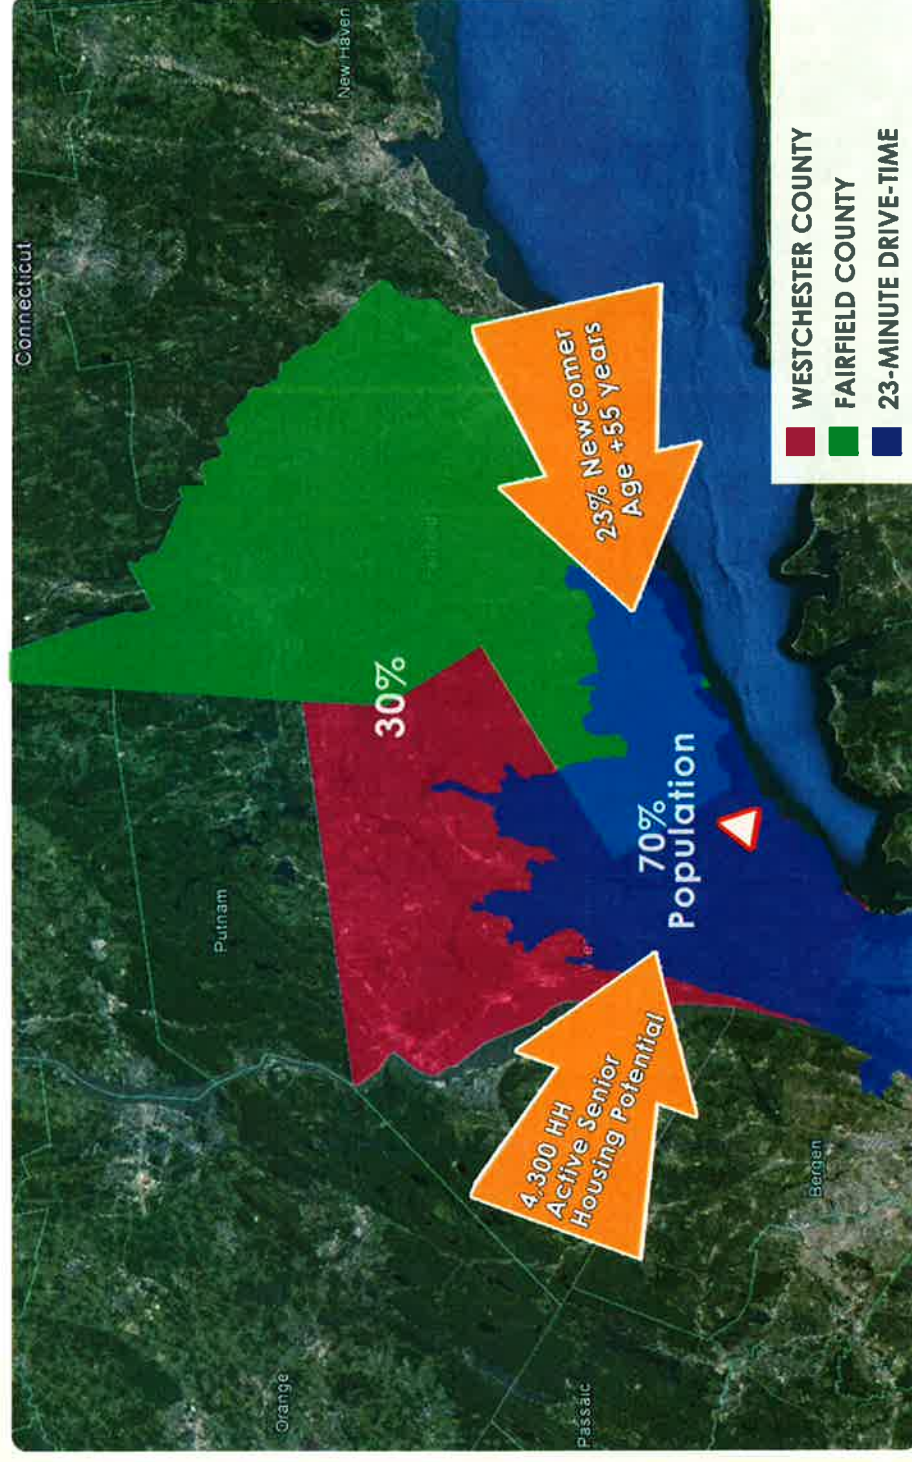 Connecticut
New Haven
Putnam
Orange
Passaic
Bergen
30%
70%
Population
4,300 HH
Active Senior
Housing Potential
23% Newcomer
Age +55 years
WESTCHESTER COUNTY
FAIRFIELD COUNTY
23-MINUTE DRIVE-TIME